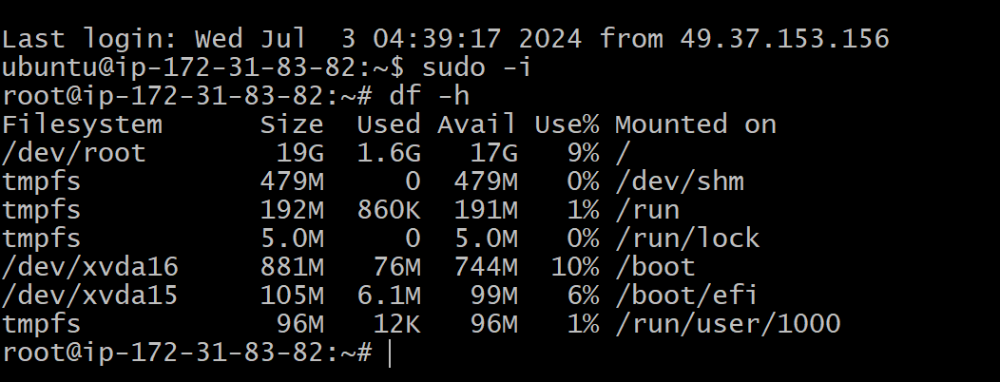 Last login: Wed Jul  3 04:39:17 2024 from 49.37.153.156
ubuntu@ip-172-31-83-82:~$ sudo -i
root@ip-172-31-83-82:~# df -h
Filesystem      Size  Used Avail Use% Mounted on
/dev/root        19G  1.6G   17G   9% /
tmpfs           479M     0  479M   0% /dev/shm
tmpfs           192M  860K  191M   1% /run
tmpfs           5.0M     0  5.0M   0% /run/lock
/dev/xvda16     881M   76M  744M  10% /boot
/dev/xvda15     105M  6.1M   99M   6% /boot/efi
tmpfs            96M   12K   96M   1% /run/user/1000
root@ip-172-31-83-82:~#